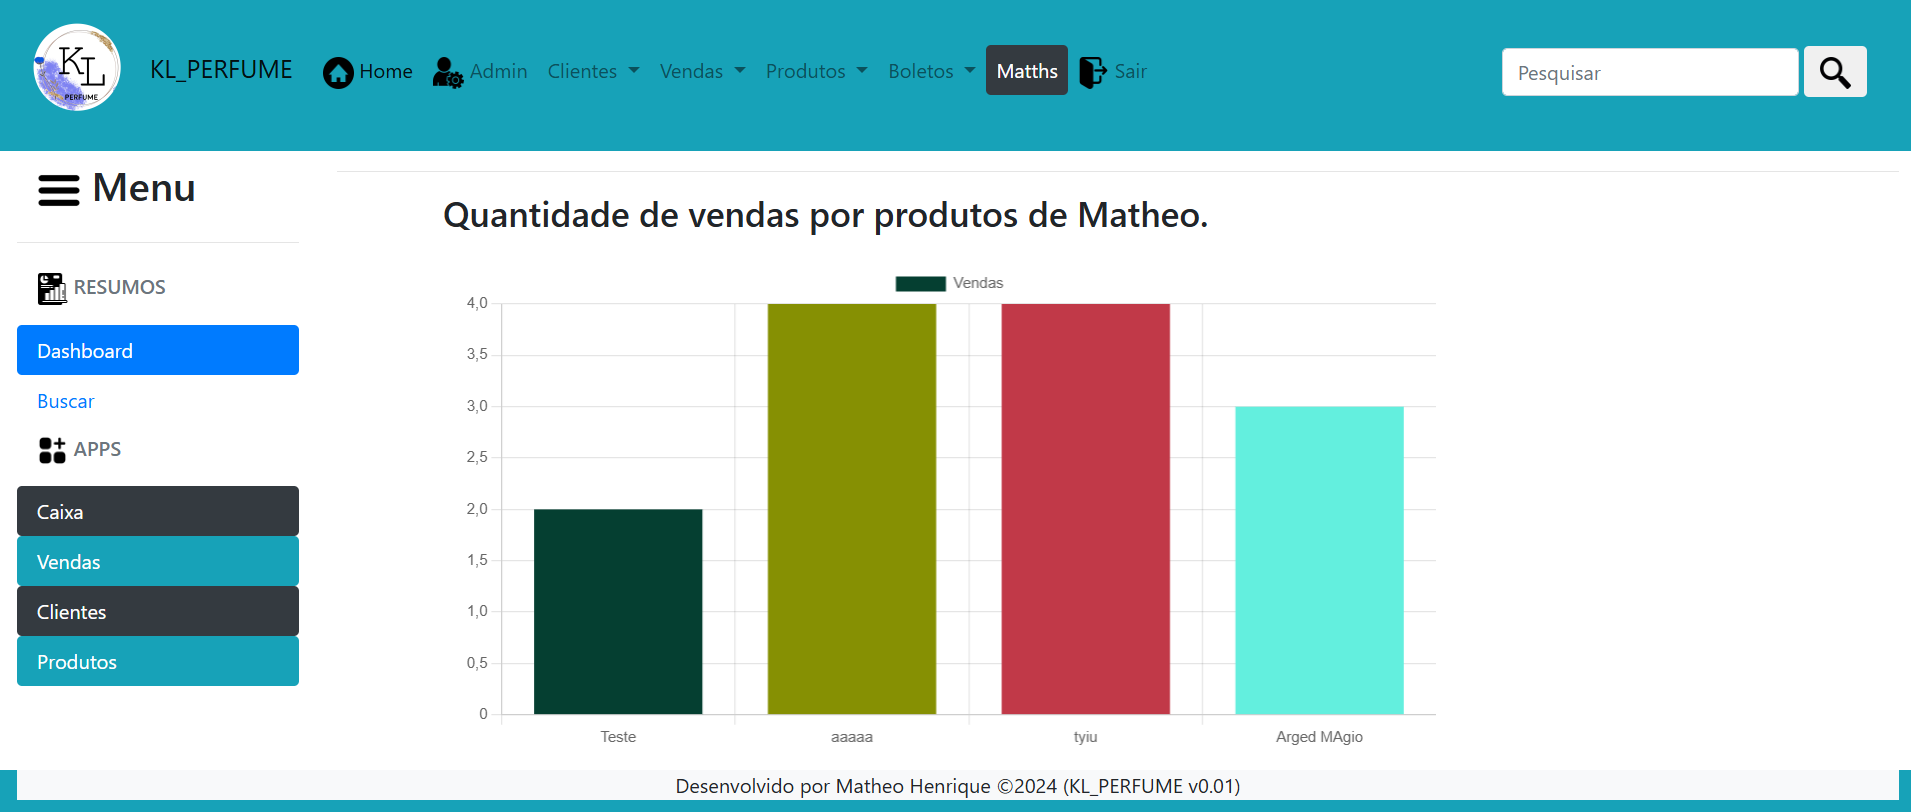 KL
PERFUME
KL_PERFUME Home Admin Clientes Vendas Produtos Boletos Matths Sair Pesquisar
Menu
RESUMOS
Dashboard
Buscar
APPS
Caixa
Vendas
Clientes
Produtos
Quantidade de vendas por produtos de Matheo.
Vendas
4,0
3,5
3,0
2,5
2,0
1,5
1,0
0,5
0
Teste aaaaa tyiu Arged MAgio
Desenvolvido por Matheo Henrique ©2024 (KL_PERFUME v0.01)